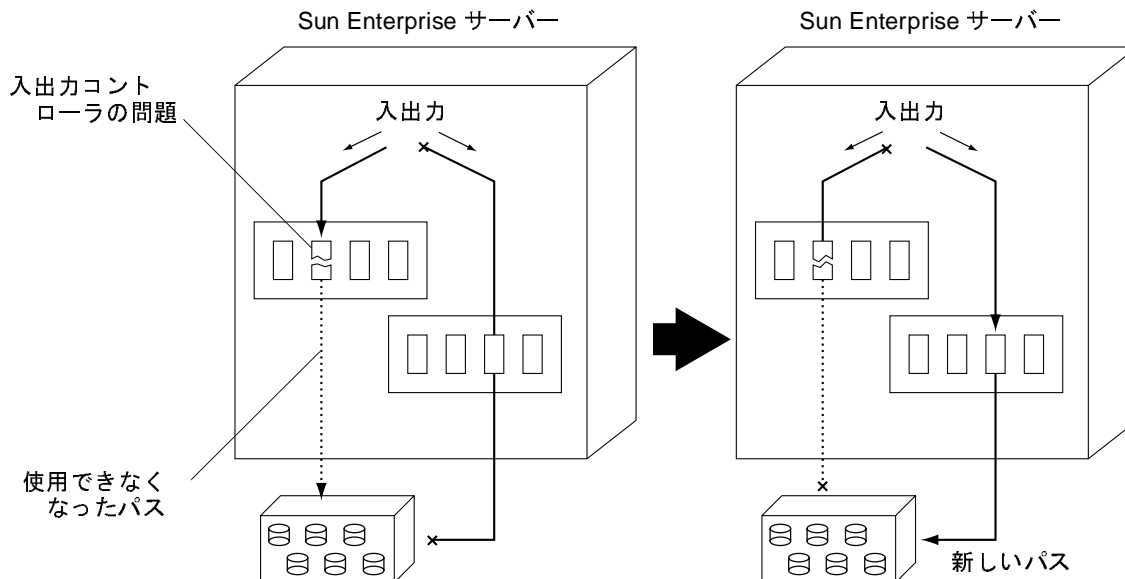 Sun Enterprise サーバー
Sun Enterprise サーバー
入出力コント
ローラの問題
入出力
入出力
使用できなく
なったパス
新しいパス